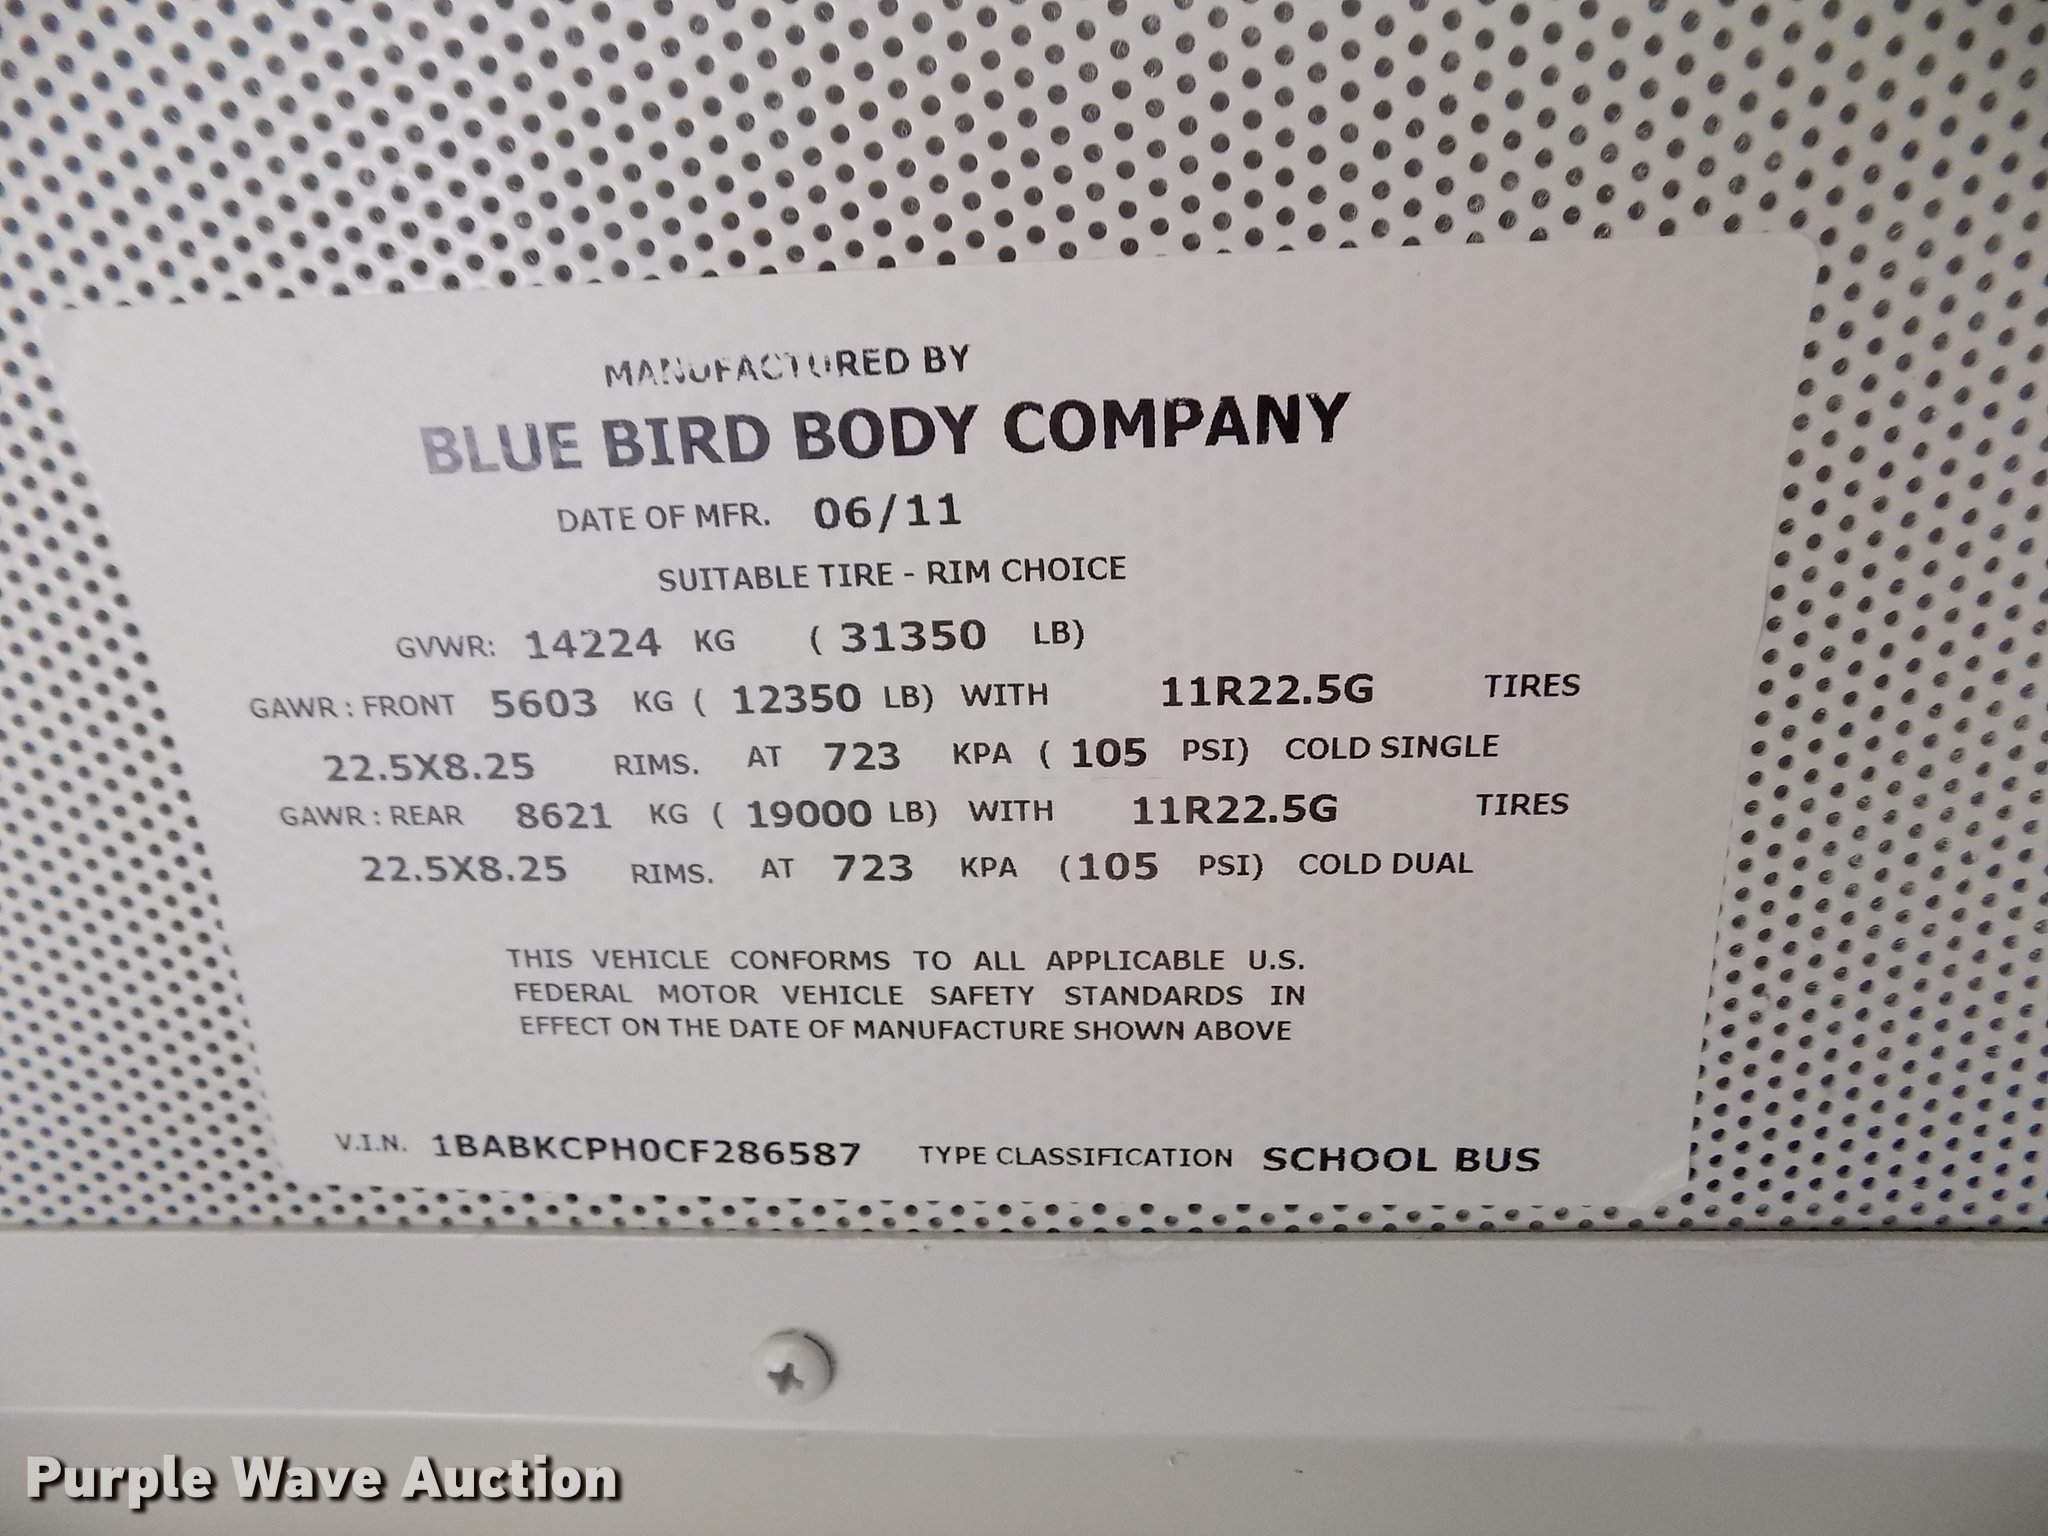 MANUFACTURED BY
BLUE BIRD BODY COMPANY
DATE OF MFR. 06/11
SUITABLE TIRE - RIM CHOICE
GVWR: 14224 KG ( 31350 LB)
GAWR : FRONT 5603 KG ( 12350 LB) WITH 11R22.5G TIRES
22.5X8.25 RIMS. AT 723 KPA ( 105 PSI) COLD SINGLE
GAWR : REAR 8621 KG ( 19000 LB) WITH 11R22.5G TIRES
22.5X8.25 RIMS. AT 723 KPA (105 PSI) COLD DUAL
THIS VEHICLE CONFORMS TO ALL APPLICABLE U.S.
FEDERAL MOTOR VEHICLE SAFETY STANDARDS IN
EFFECT ON THE DATE OF MANUFACTURE SHOWN ABOVE
V.I.N. 1BABKCPH0CF286587 TYPE CLASSIFICATION SCHOOL BUS
Purple Wave Auction